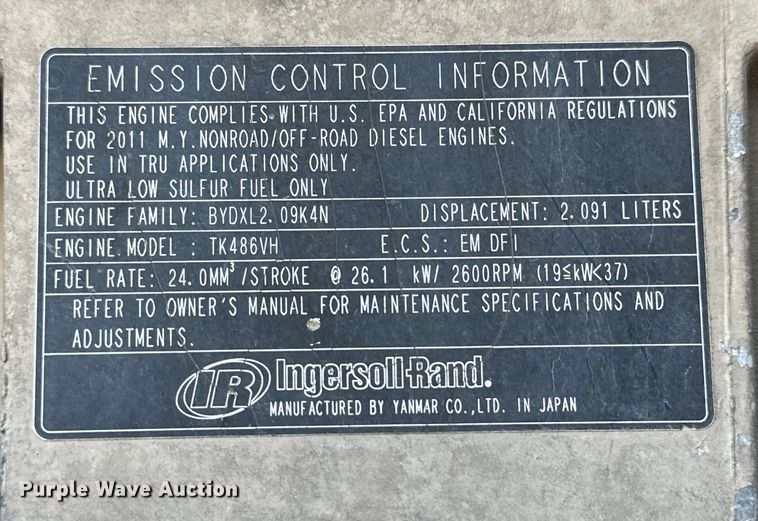 EMISSION CONTROL INFORMATION
THIS ENGINE COMPLIES WITH U.S. EPA AND CALIFORNIA REGULATIONS
FOR 2011 M.Y.NONROAD/OFF-ROAD DIESEL ENGINES.
USE IN TRU APPLICATIONS ONLY.
ULTRA LOW SULFUR FUEL ONLY
ENGINE FAMILY: BYDXL2.09K4N DISPLACEMENT: 2.091 LITERS
ENGINE MODEL : TK486VH E.C.S.: EM DFI
FUEL RATE: 24.0MM³/STROKE @ 26.1 kW/ 2600RPM (19≦kW<37)
REFER TO OWNER'S MANUAL FOR MAINTENANCE SPECIFICATIONS AND
ADJUSTMENTS.
IR Ingersoll-Rand.
MANUFACTURED BY YANMAR CO.,LTD. IN JAPAN
Purple Wave Auction